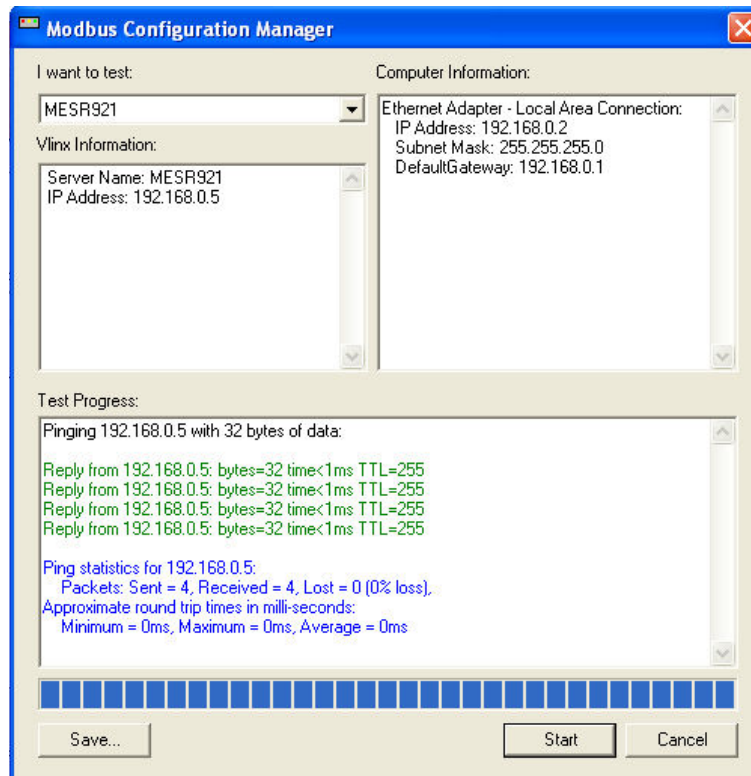 Modbus Configuration Manager
I want to test:
MESR921
Vlinx Information:
Server Name: MESR921
IP Address: 192.168.0.5
Computer Information:
Ethernet Adapter - Local Area Connection:
IP Address: 192.168.0.2
Subnet Mask: 255.255.255.0
DefaultGateway: 192.168.0.1
Test Progress:
Pinging 192.168.0.5 with 32 bytes of data:
Reply from 192.168.0.5: bytes=32 time<1ms TTL=255
Reply from 192.168.0.5: bytes=32 time<1ms TTL=255
Reply from 192.168.0.5: bytes=32 time<1ms TTL=255
Reply from 192.168.0.5: bytes=32 time<1ms TTL=255
Ping statistics for 192.168.0.5:
Packets: Sent = 4, Received = 4, Lost = 0 (0% loss),
Approximate round trip times in milli-seconds:
Minimum = 0ms, Maximum = 0ms, Average = 0ms
Save...
Start
Cancel